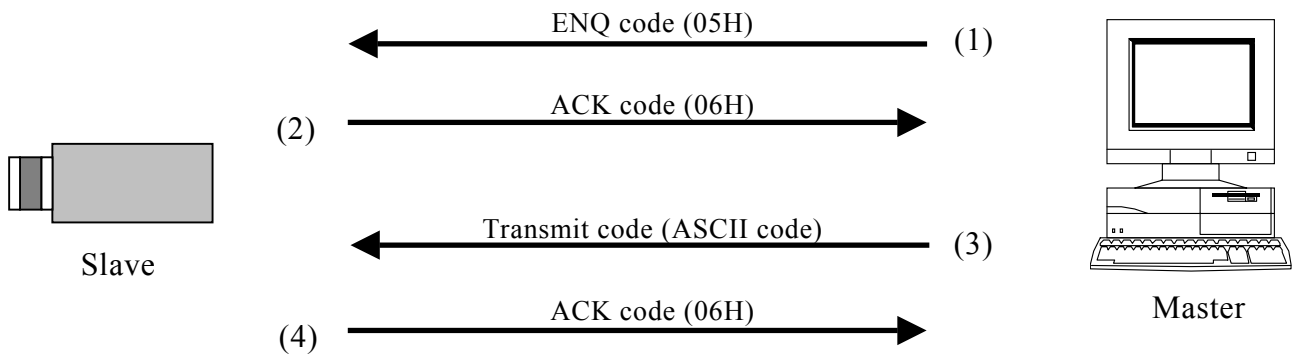 ENQ code (05H)
(1)
ACK code (06H)
(2)
Transmit code (ASCII code)
(3)
Slave
ACK code (06H)
Master
(4)